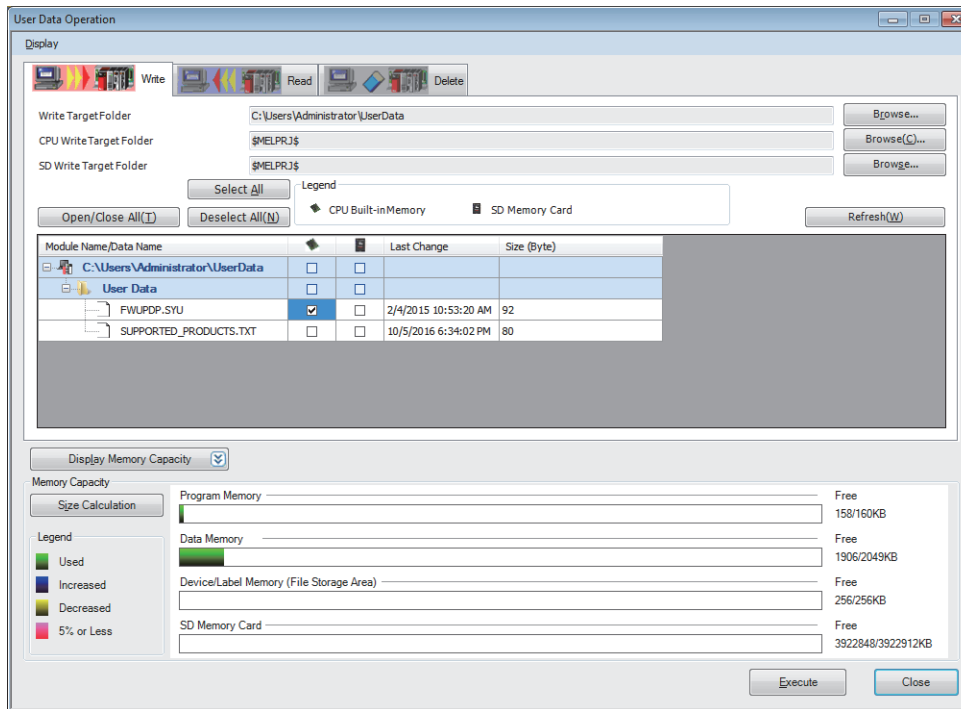 User Data Operation
Display
Write Read Delete
Write Target Folder C:\Users\Administrator\UserData Browse...
CPU Write Target Folder $MELPRJ$ Browse(C)...
SD Write Target Folder $MELPRJ$ Browse...
Select All Legend
Open/Close All(T) Deselect All(N) CPU Built-in Memory SD Memory Card Refresh(W)
Module Name/Data Name Last Change Size (Byte)
C:\Users\Administrator\UserData
User Data
FWUPDP.SYU 2/4/2015 10:53:20 AM 92
SUPPORTED_PRODUCTS.TXT 10/5/2016 6:34:02 PM 80
Display Memory Capacity
Memory Capacity
Size Calculation
Program Memory Free
158/160KB
Legend
Used
Increased
Decreased
5% or Less
Data Memory Free
1906/2049KB
Device/Label Memory (File Storage Area) Free
256/256KB
SD Memory Card Free
3922848/3922912KB
Execute Close